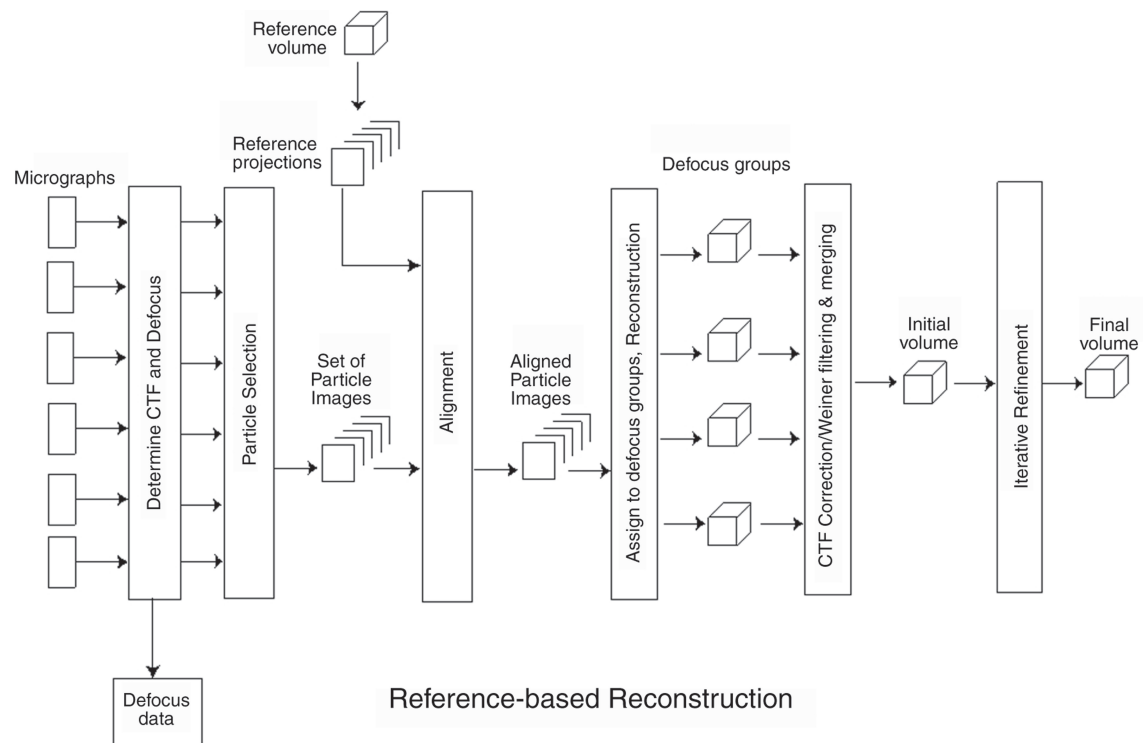 Reference
volume
Reference
projections
Micrographs
Determine CTF and Defocus
Particle Selection
Set of
Particle
Images
Alignment
Aligned Particle
Images
Assign to defocus groups, Reconstruction
Defocus groups
CTF Correction/Weiner filtering & merging
Initial
volume
Iterative Refinement
Final
volume
Defocus
data
Reference-based Reconstruction